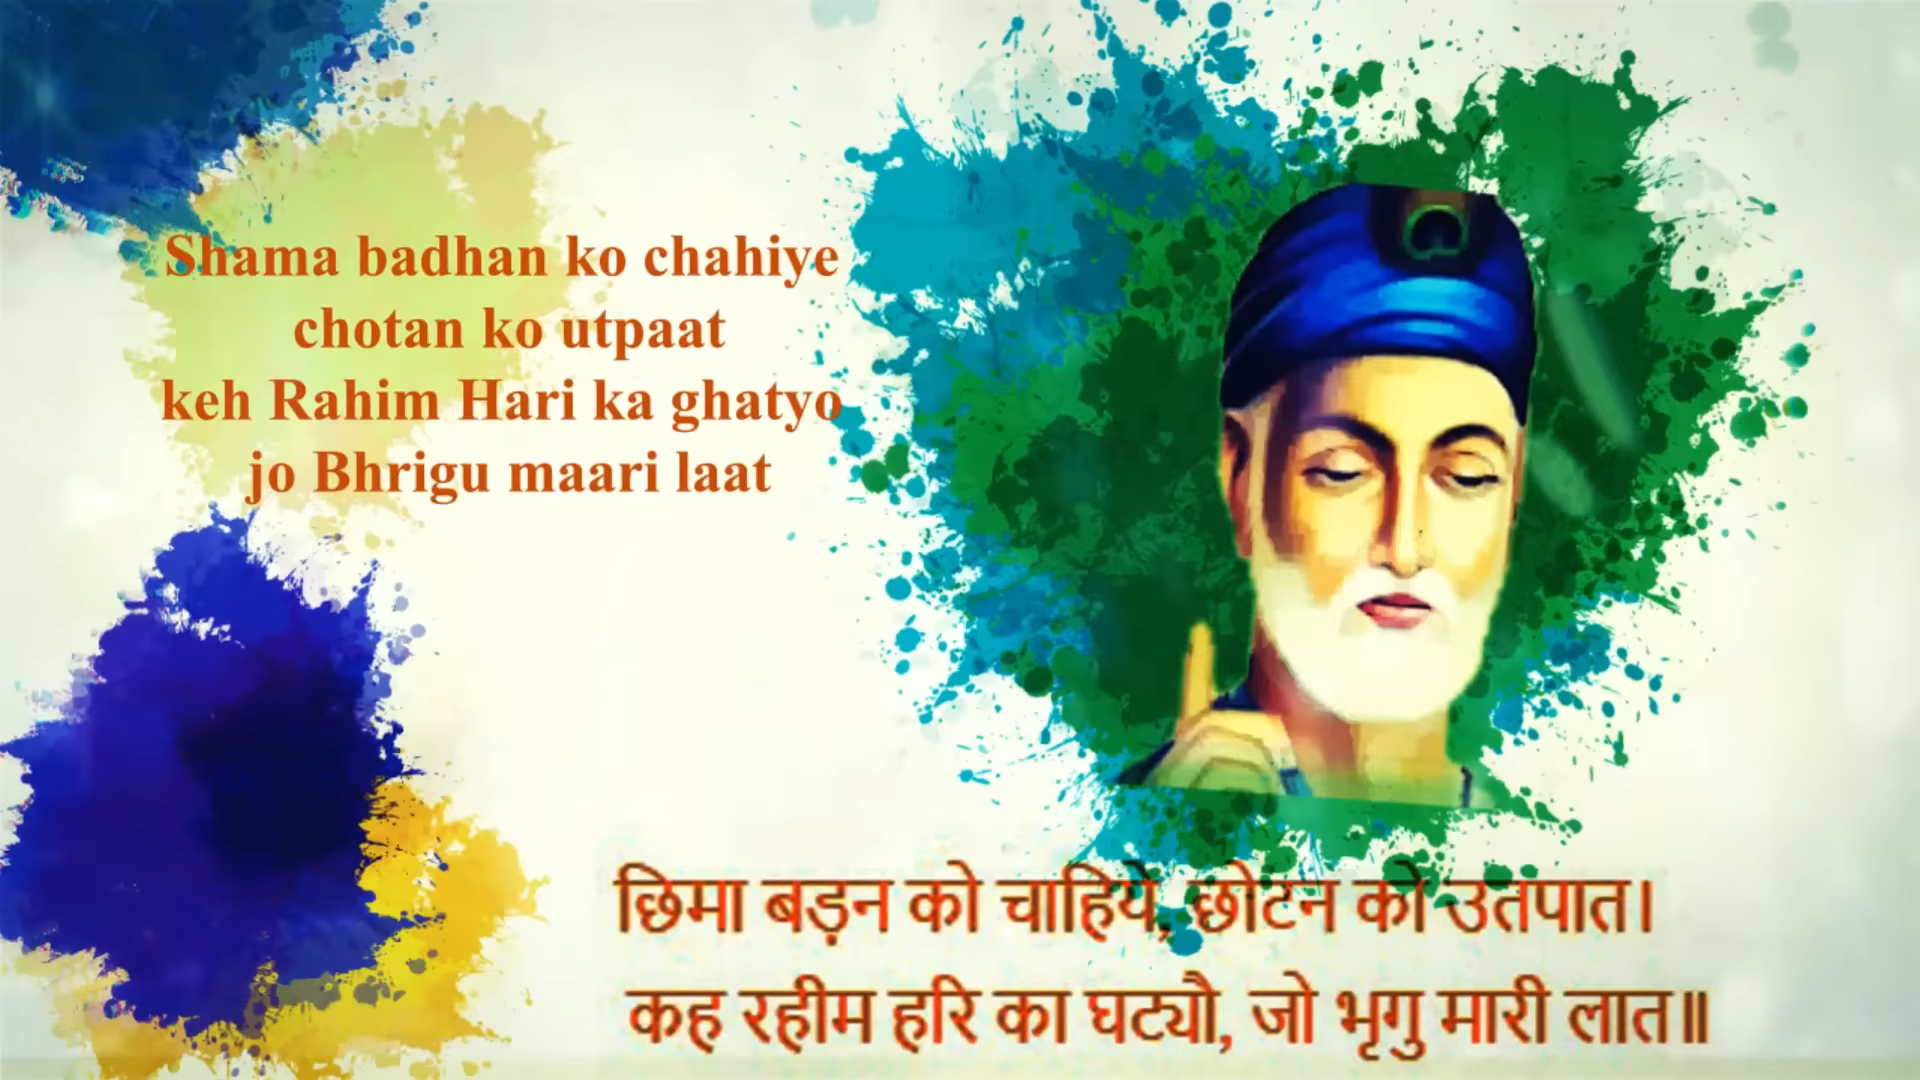 Shama badhan ko chahiye
chotan ko utpaat
keh Rahim Hari ka ghatyo
jo Bhrigu maari laat
छिमा बड़न को चाहिये, छोटन को उतपात।
कह रहीम हरि का घट्यौ, जो भृगु मारी लात॥